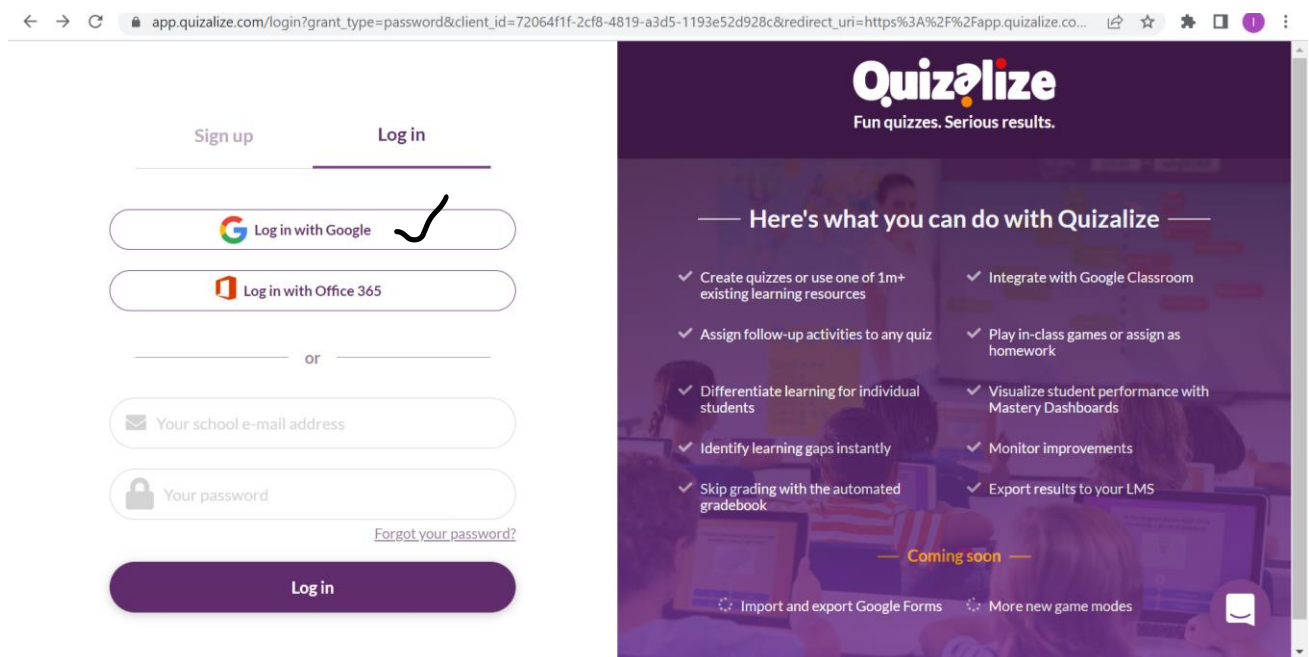 app.quizalize.com/login?grant_type=password&client_id=72064f1f-2cf8-4819-a3d5-1193e52d928c&redirect_uri=https%3A%2F%2Fapp.quizalize.co...
I
Sign up
Log in
Log in with Google
Log in with Office 365
or
Your school e-mail address
Your password
Forgot your password?
Log in
Quizalize
Fun quizzes. Serious results.
Here's what you can do with Quizalize
Create quizzes or use one of 1m+
existing learning resources
Integrate with Google Classroom
Assign follow-up activities to any quiz
Play in-class games or assign as
homework
Differentiate learning for individual
students
Visualize student performance with
Mastery Dashboards
Identify learning gaps instantly
Monitor improvements
Skip grading with the automated
gradebook
Export results to your LMS
Coming soon
Import and export Google Forms
More new game modes